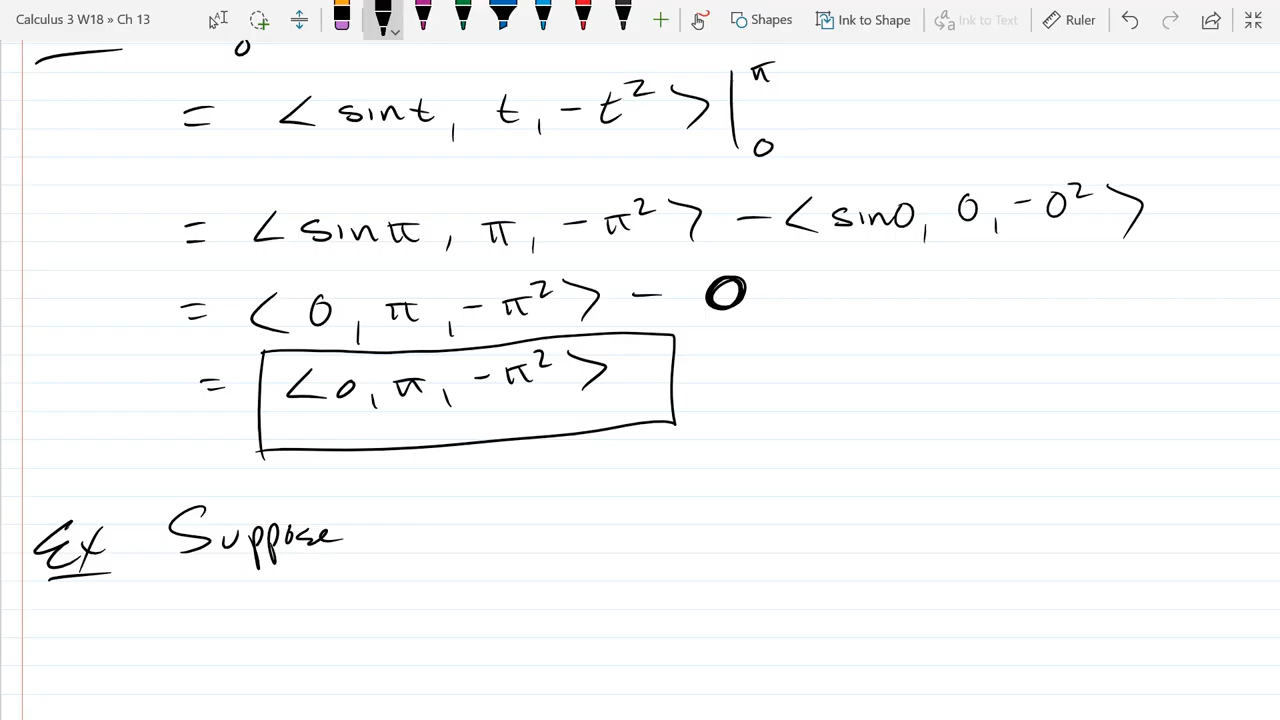 Calculus 3 W18 » Ch 13
Shapes Ink to Shape Ink to Text Ruler
0
= < sin t, t, -t² > |₀^π
= < sin π, π, -π² > - < sin 0, 0, -0² >
= < 0, π, -π² > - 0
= < 0, π, -π² >
Ex Suppose